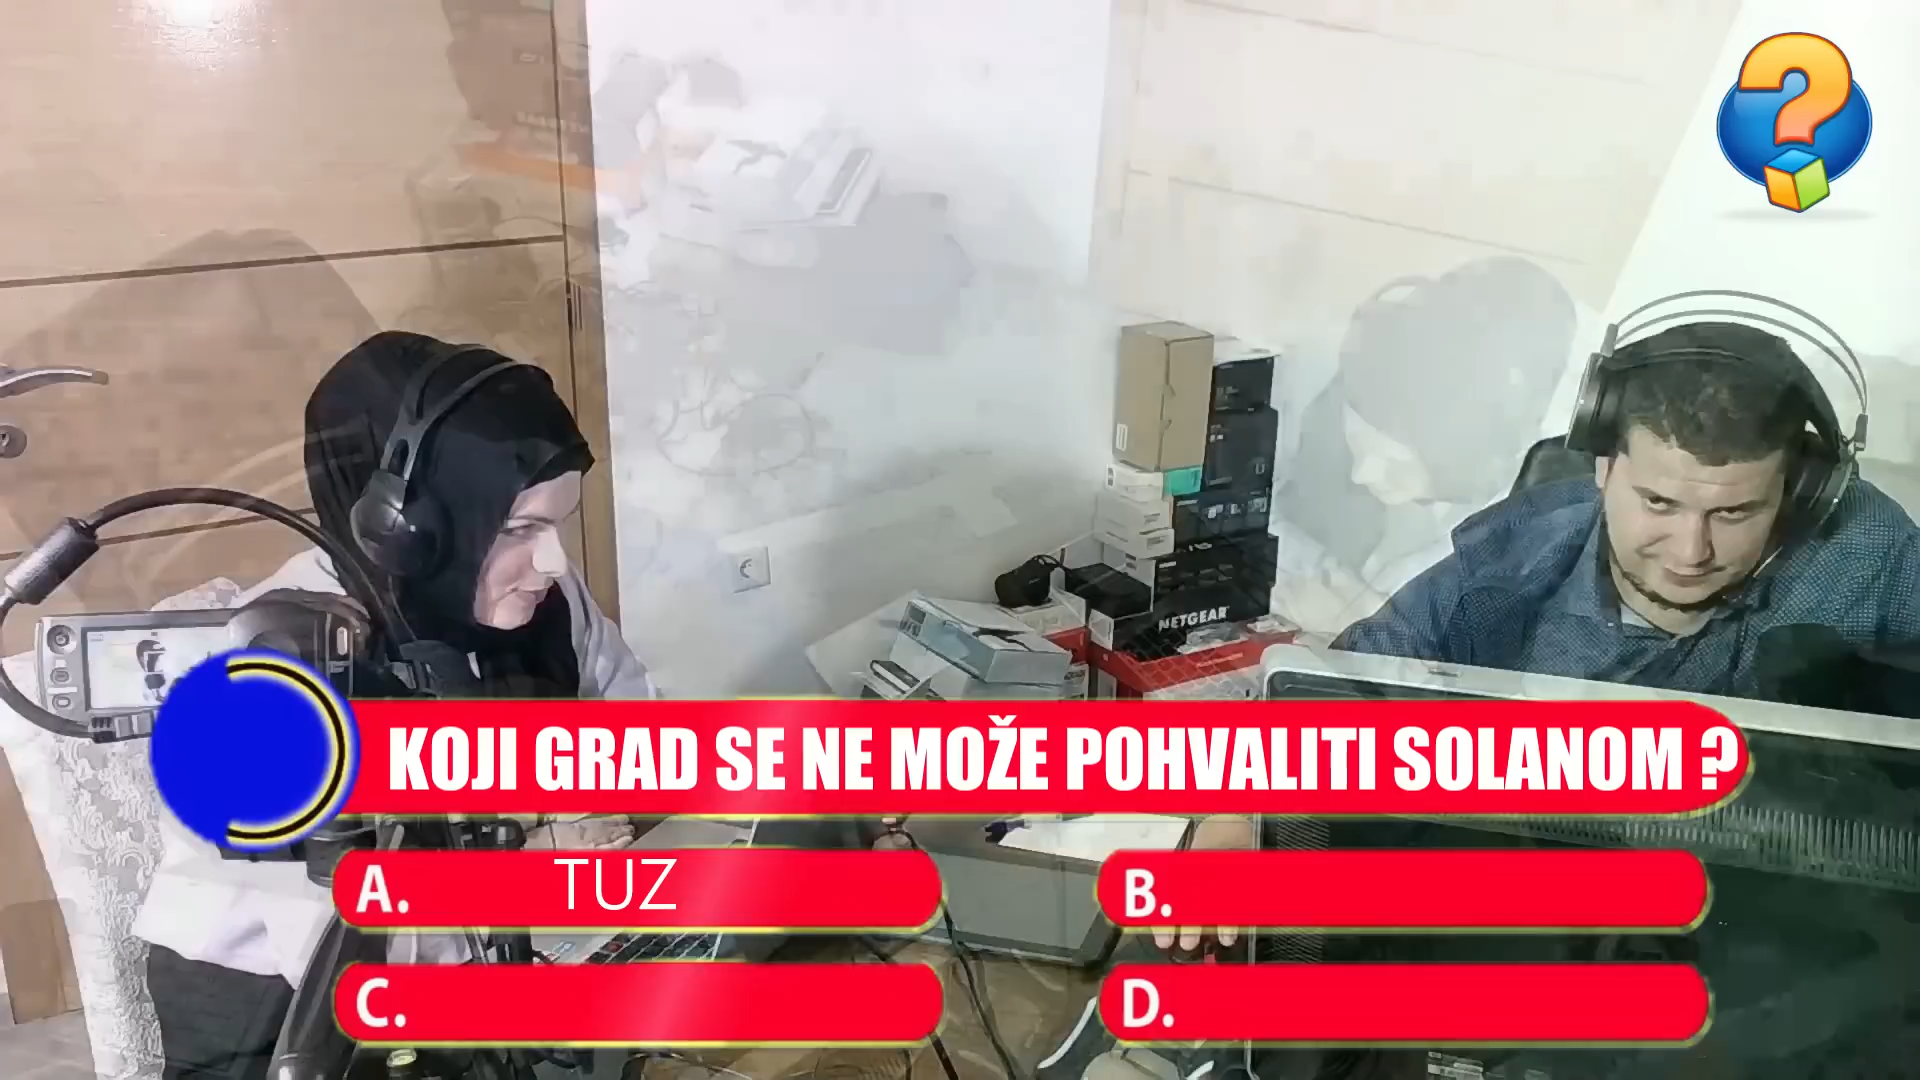 NETGEAR
KOJI GRAD SE NE MOŽE POHVALITI SOLANOM ?
A. TUZ
B.
C.
D.